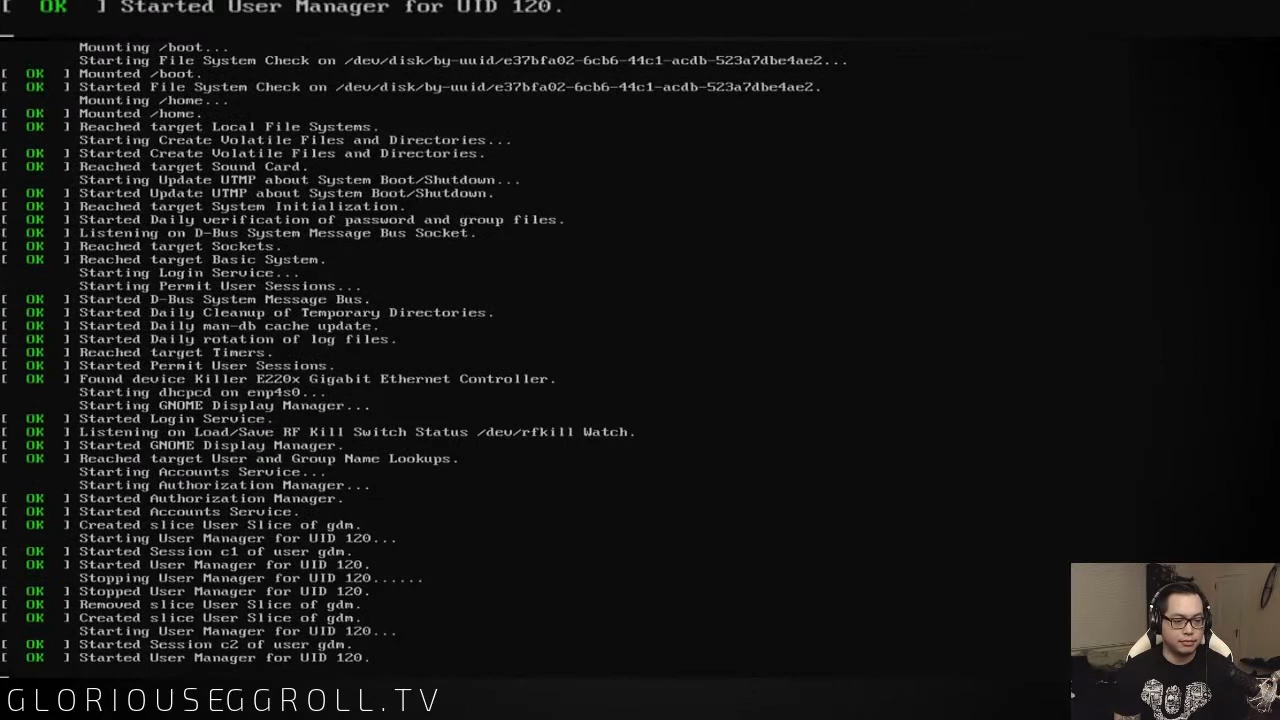 [  OK  ] Started User Manager for UID 120.
Mounting /boot...
Starting File System Check on /dev/disk/by-uuid/e37bfa02-6cb6-44c1-acdb-523a7dbe4ae2...
[  OK  ] Mounted /boot.
[  OK  ] Started File System Check on /dev/disk/by-uuid/e37bfa02-6cb6-44c1-acdb-523a7dbe4ae2.
Mounting /home...
[  OK  ] Mounted /home.
[  OK  ] Reached target Local File Systems.
Starting Create Volatile Files and Directories...
[  OK  ] Started Create Volatile Files and Directories.
[  OK  ] Reached target Sound Card.
Starting Update UTMP about System Boot/Shutdown...
[  OK  ] Started Update UTMP about System Boot/Shutdown.
[  OK  ] Reached target System Initialization.
[  OK  ] Started Daily verification of password and group files.
[  OK  ] Listening on D-Bus System Message Bus Socket.
[  OK  ] Reached target Sockets.
[  OK  ] Reached target Basic System.
Starting Login Service...
Starting Permit User Sessions...
[  OK  ] Started D-Bus System Message Bus.
[  OK  ] Started Daily Cleanup of Temporary Directories.
[  OK  ] Started Daily man-db cache update.
[  OK  ] Started Daily rotation of log files.
[  OK  ] Reached target Timers.
[  OK  ] Started Permit User Sessions.
[  OK  ] Found device Killer E220x Gigabit Ethernet Controller.
Starting dhcpcd on enp4s0...
Starting GNOME Display Manager...
[  OK  ] Started Login Service.
[  OK  ] Listening on Load/Save RF Kill Switch Status /dev/rfkill Watch.
[  OK  ] Started GNOME Display Manager.
[  OK  ] Reached target User and Group Name Lookups.
Starting Accounts Service...
Starting Authorization Manager...
[  OK  ] Started Authorization Manager.
[  OK  ] Started Accounts Service.
[  OK  ] Created slice User Slice of gdm.
Starting User Manager for UID 120...
[  OK  ] Started Session c1 of user gdm.
[  OK  ] Started User Manager for UID 120.
Stopping User Manager for UID 120......
[  OK  ] Stopped User Manager for UID 120.
[  OK  ] Removed slice User Slice of gdm.
[  OK  ] Created slice User Slice of gdm.
Starting User Manager for UID 120...
[  OK  ] Started Session c2 of user gdm.
[  OK  ] Started User Manager for UID 120.
GLORIOUSEGGROLL.TV